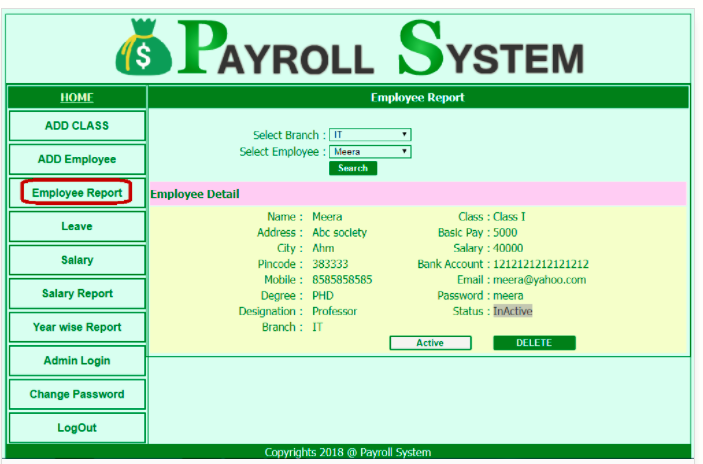 $ PAYROLL SYSTEM
HOME
Employee Report
ADD CLASS
ADD Employee
Employee Report
Leave
Salary
Salary Report
Year wise Report
Admin Login
Change Password
LogOut
Select Branch : IT
Select Employee : Meera
Search
Employee Detail
Name : Meera Class : Class I
Address : Abc society Basic Pay : 5000
City : Ahm Salary : 40000
Pincode : 383333 Bank Account : 1212121212121212
Mobile : 8585858585 Email : meera@yahoo.com
Degree : PHD Password : meera
Designation : Professor Status : InActive
Branch : IT
Active DELETE
Copyrights 2018 @ Payroll System